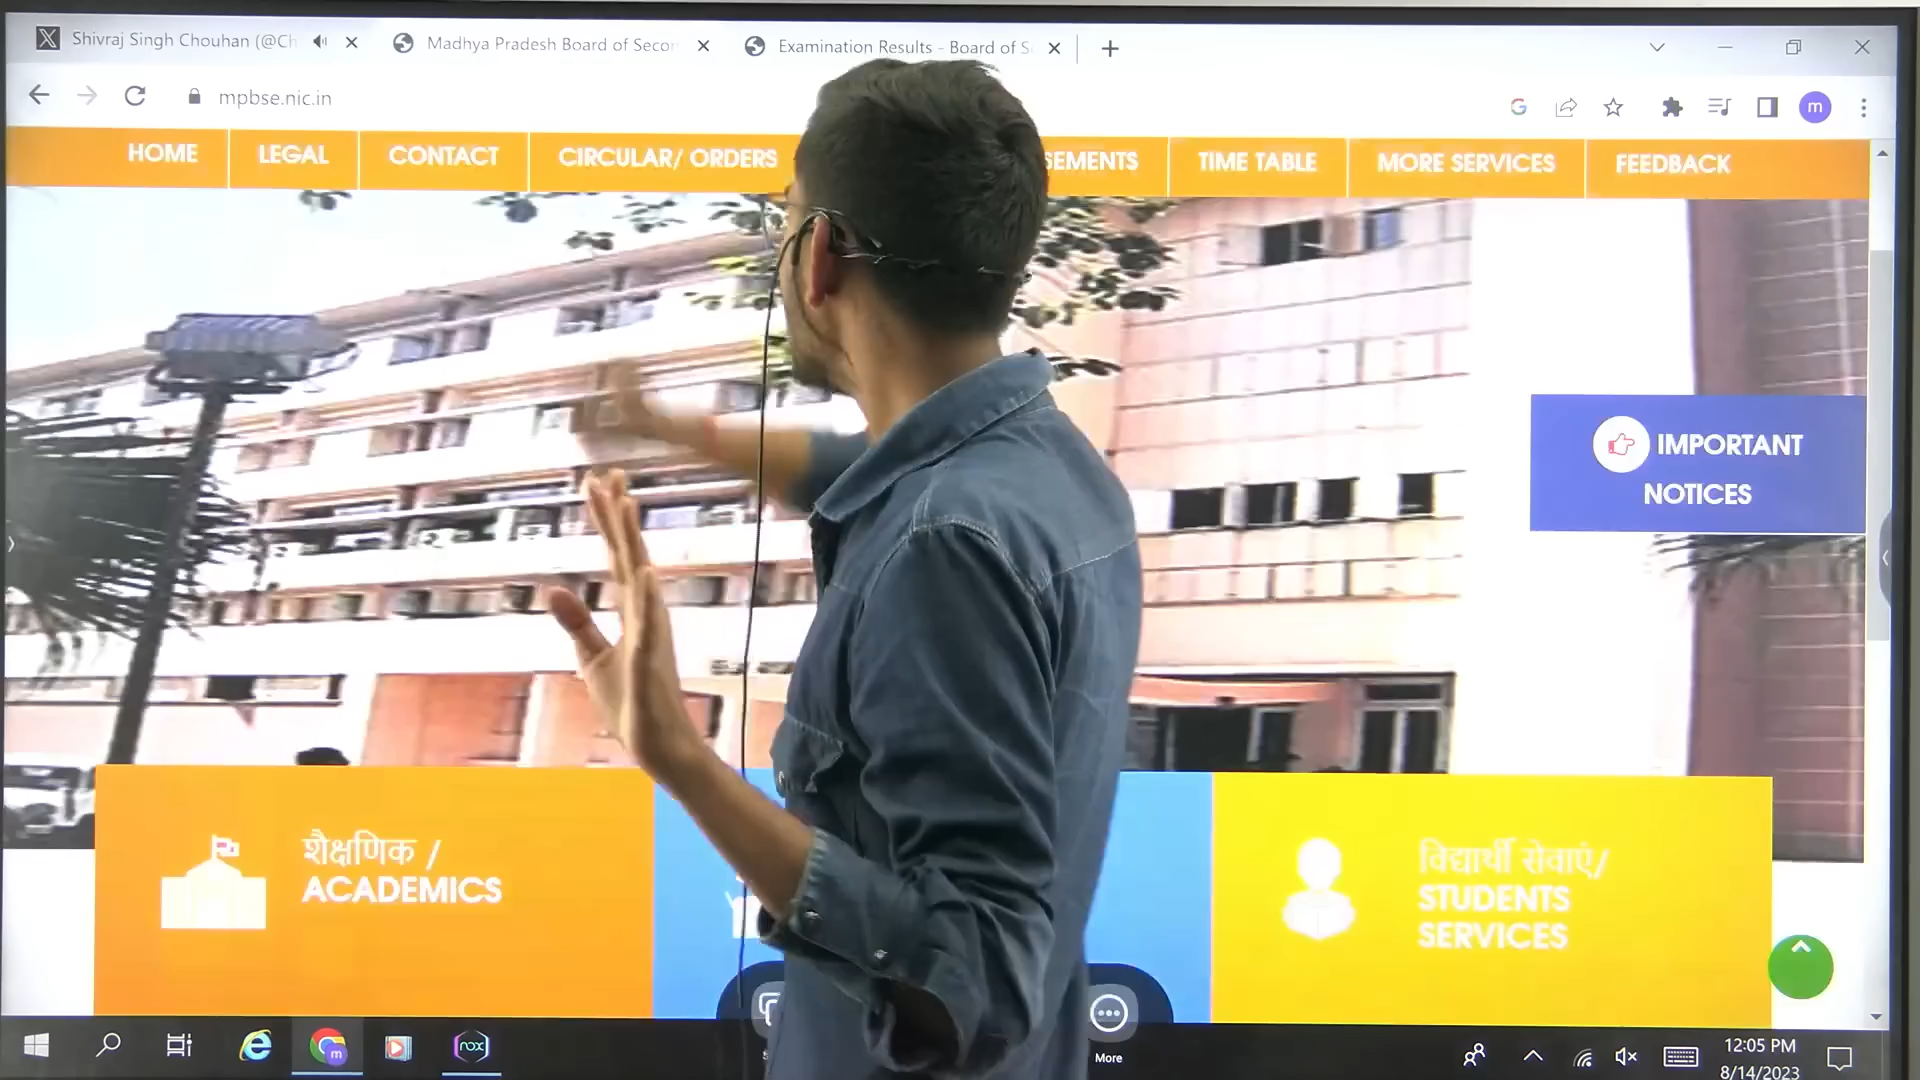 Shivraj Singh Chouhan (@Ch
Madhya Pradesh Board of Secon
Examination Results - Board of S
mpbse.nic.in
G
m
HOME
LEGAL
CONTACT
CIRCULAR/ ORDERS
SEMENTS
TIME TABLE
MORE SERVICES
FEEDBACK
IMPORTANT
NOTICES
शैक्षणिक /
ACADEMICS
विद्यार्थी सेवाएं/
STUDENTS
SERVICES
More
m
nox
12:05 PM
8/14/2023